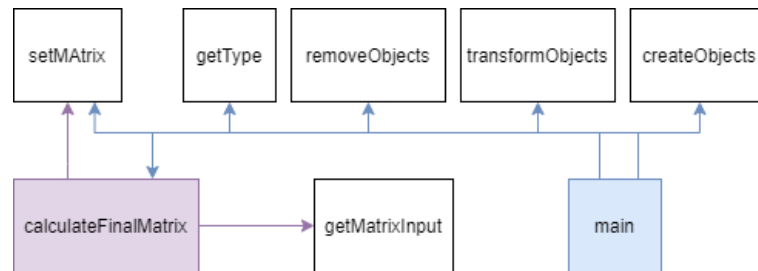 setMAtrix
getType
removeObjects
transformObjects
createObjects
calculateFinalMatrix
getMatrixInput
main